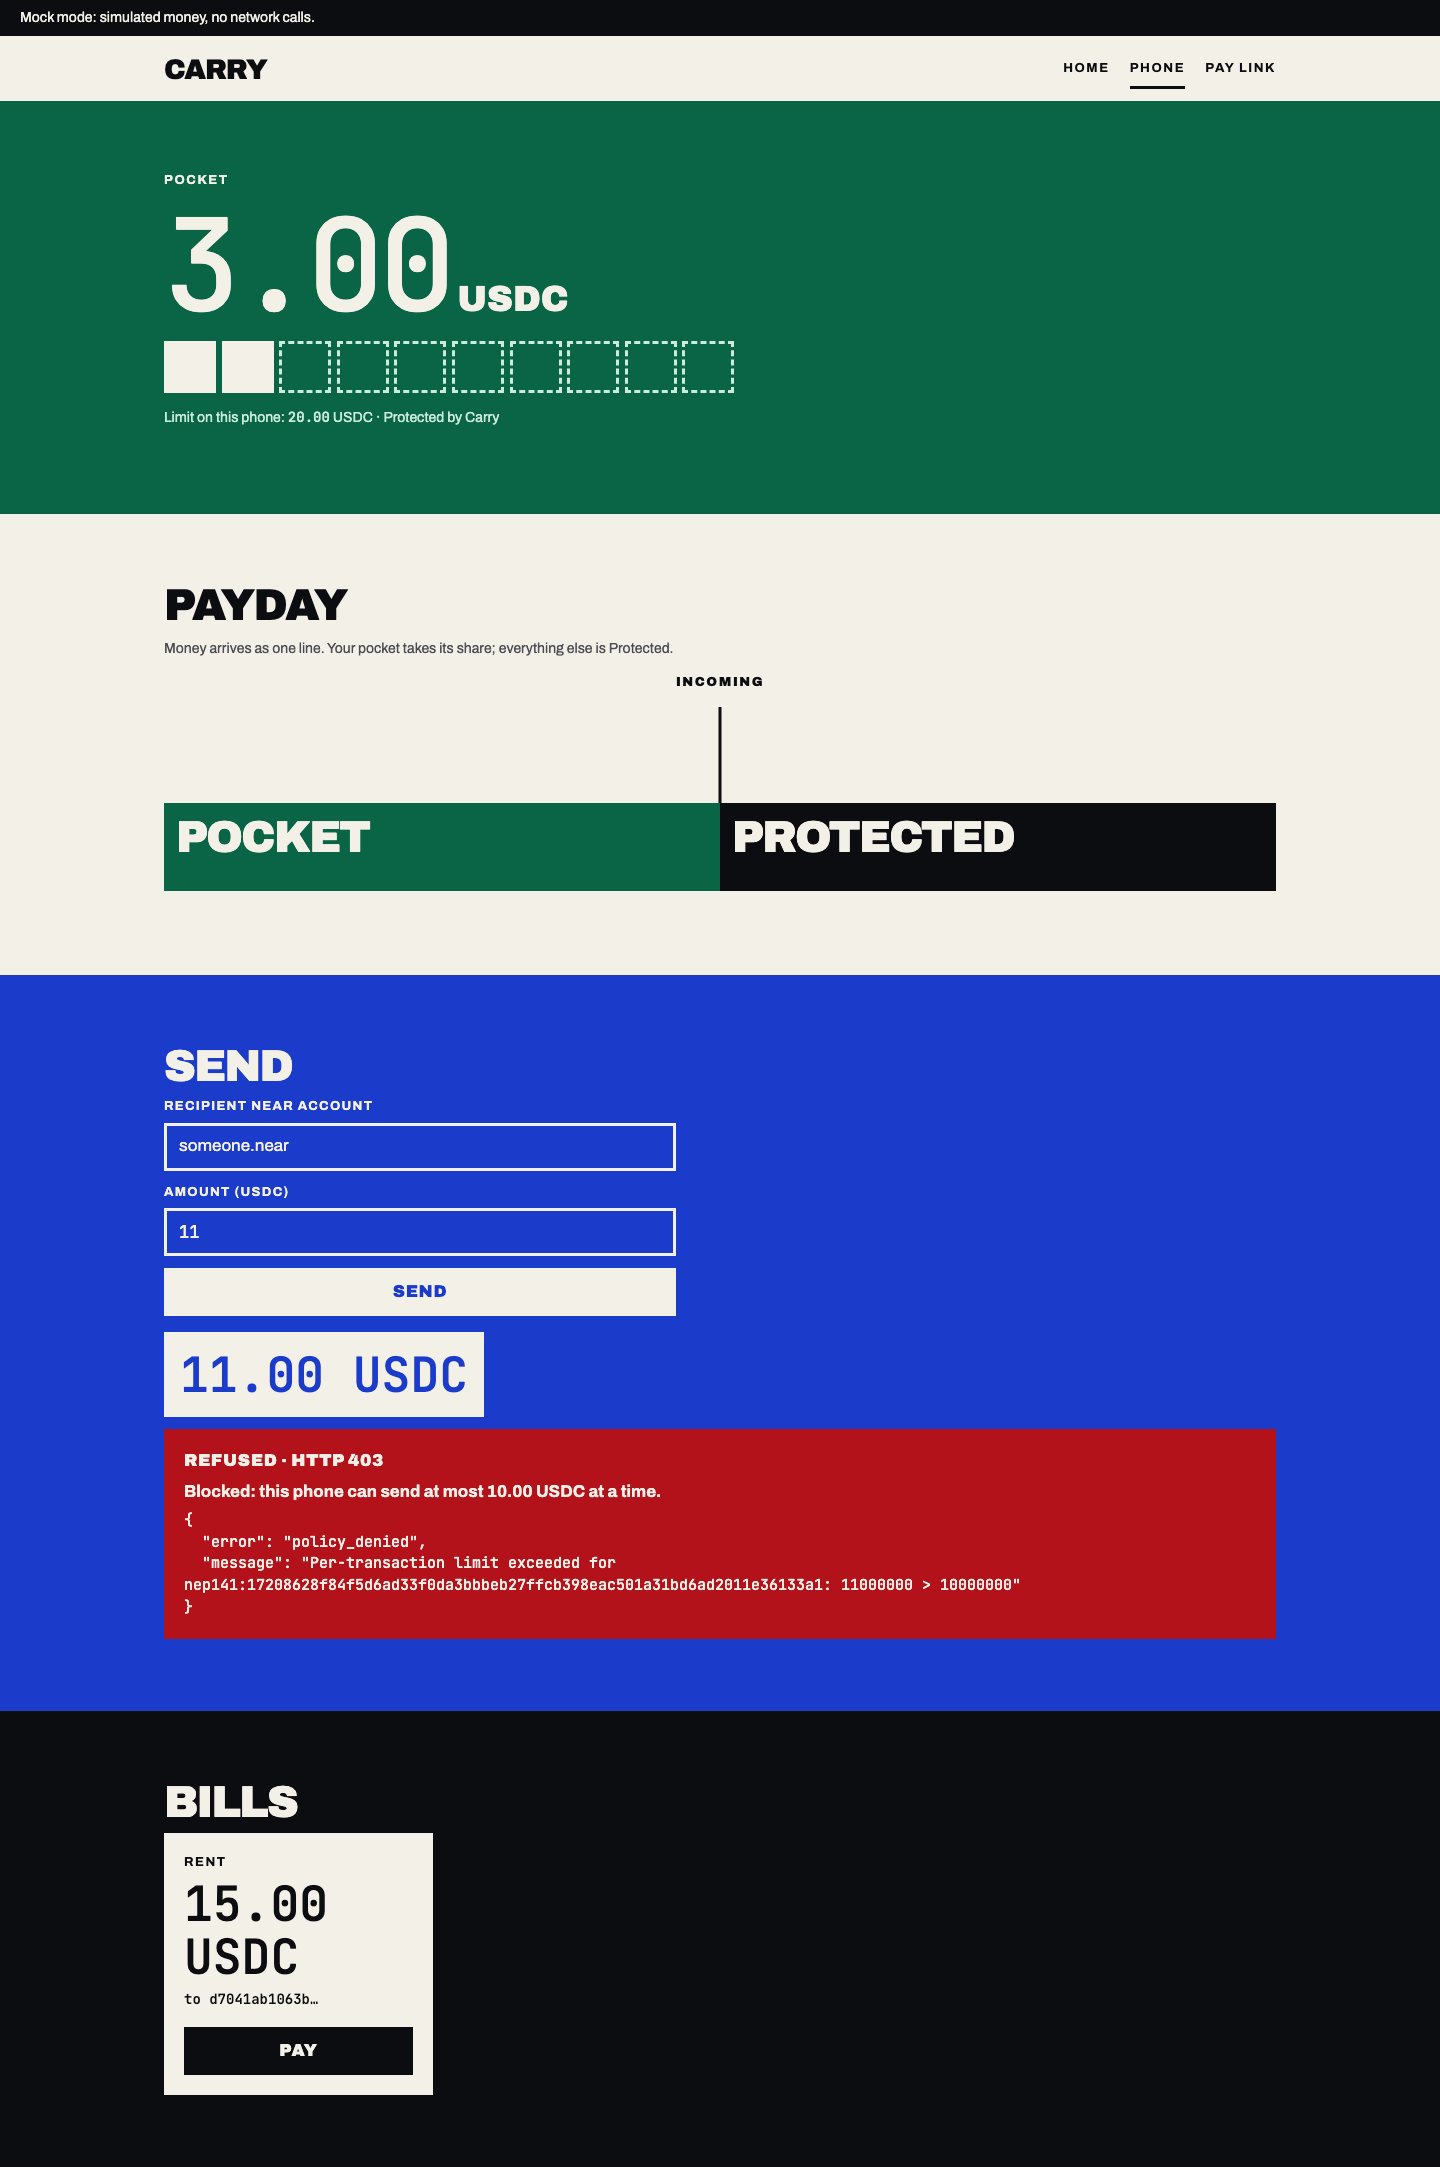 Mock mode: simulated money, no network calls.
CARRY
HOME PHONE PAY LINK
POCKET
3.00 USDC
Limit on this phone: 20.00 USDC · Protected by Carry
PAYDAY
Money arrives as one line. Your pocket takes its share; everything else is Protected.
INCOMING
POCKET
PROTECTED
SEND
RECIPIENT NEAR ACCOUNT
someone.near
AMOUNT (USDC)
11
SEND
11.00 USDC
REFUSED · HTTP 403
Blocked: this phone can send at most 10.00 USDC at a time.
{
"error": "policy_denied",
"message": "Per-transaction limit exceeded for
nep141:17208628f84f5d6ad33f0da3bbbeb27ffcb398eac501a31bd6ad2011e36133a1: 11000000 > 10000000"
}
BILLS
RENT
15.00
USDC
to d7041ab1063b…
PAY